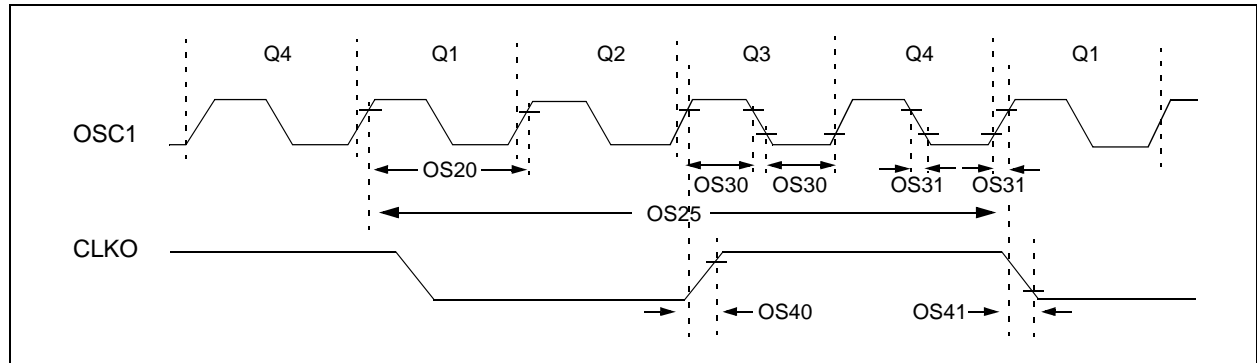 Q4 Q1 Q2 Q3 Q4 Q1
OSC1
OS20
OS30 OS30 OS31 OS31
OS25
CLKO
OS40 OS41